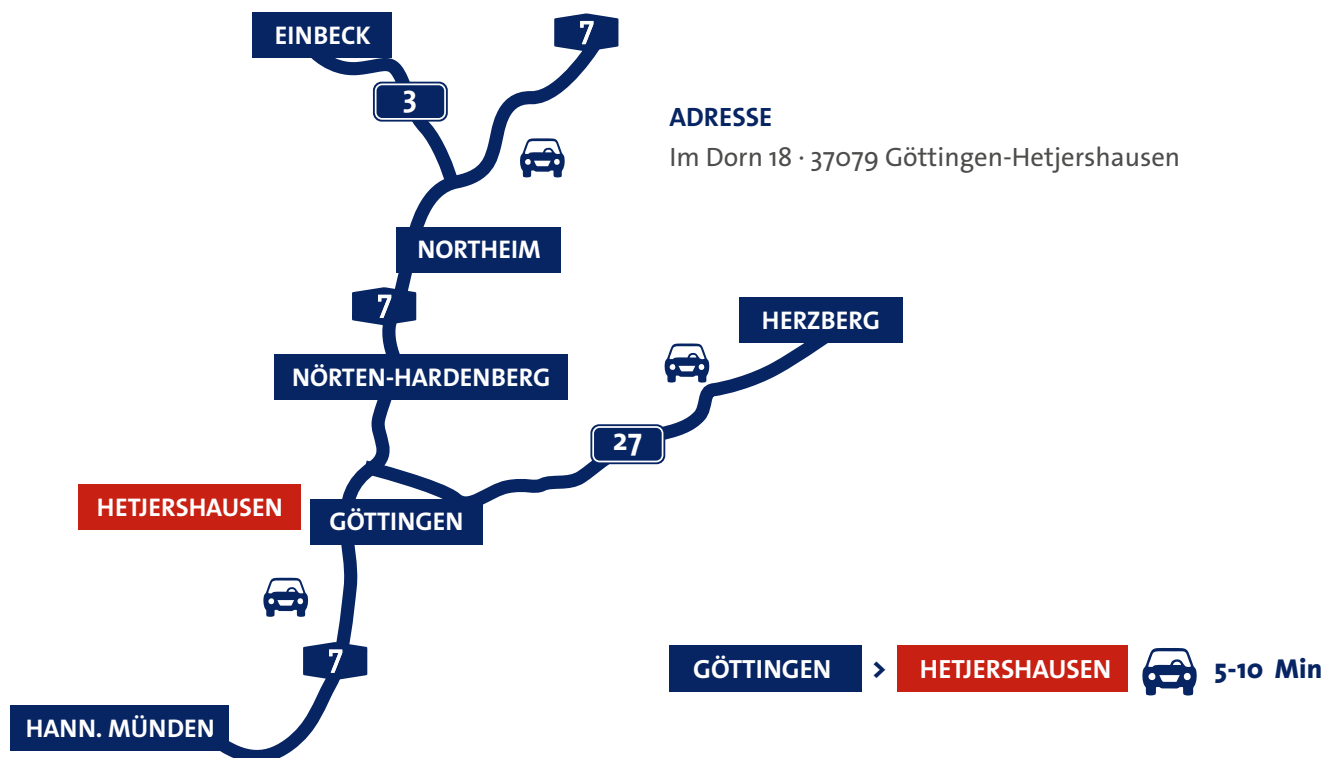 EINBECK
7
3
ADRESSE
Im Dorn 18 · 37079 Göttingen-Hetjershausen
NORTHEIM
7
HERZBERG
NÖRTEN-HARDENBERG
27
HETJERSHAUSEN
GÖTTINGEN
7
GÖTTINGEN > HETJERSHAUSEN 5-10 Min
HANN. MÜNDEN